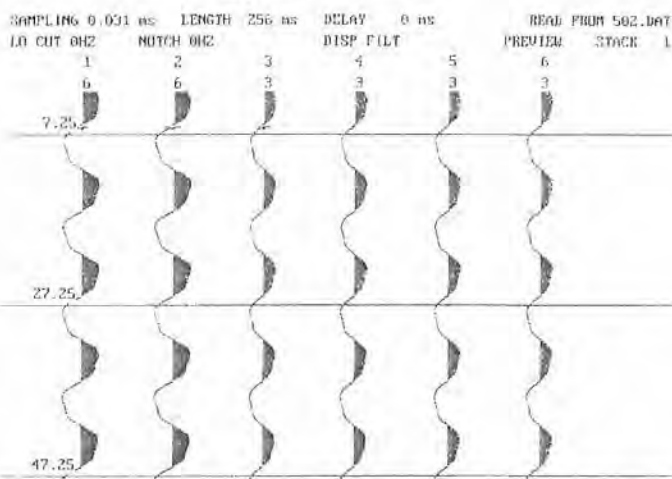 SAMPLING 0.031 ms LENGTH 256 ms DELAY 0 ms READ FROM 502.DAT
LO CUT 0HZ NOTCH 0HZ DISP FILT PREVIEW STACK 1
1 2 3 4 5 6
6 6 3 3 3 3
7.25
27.25
47.25